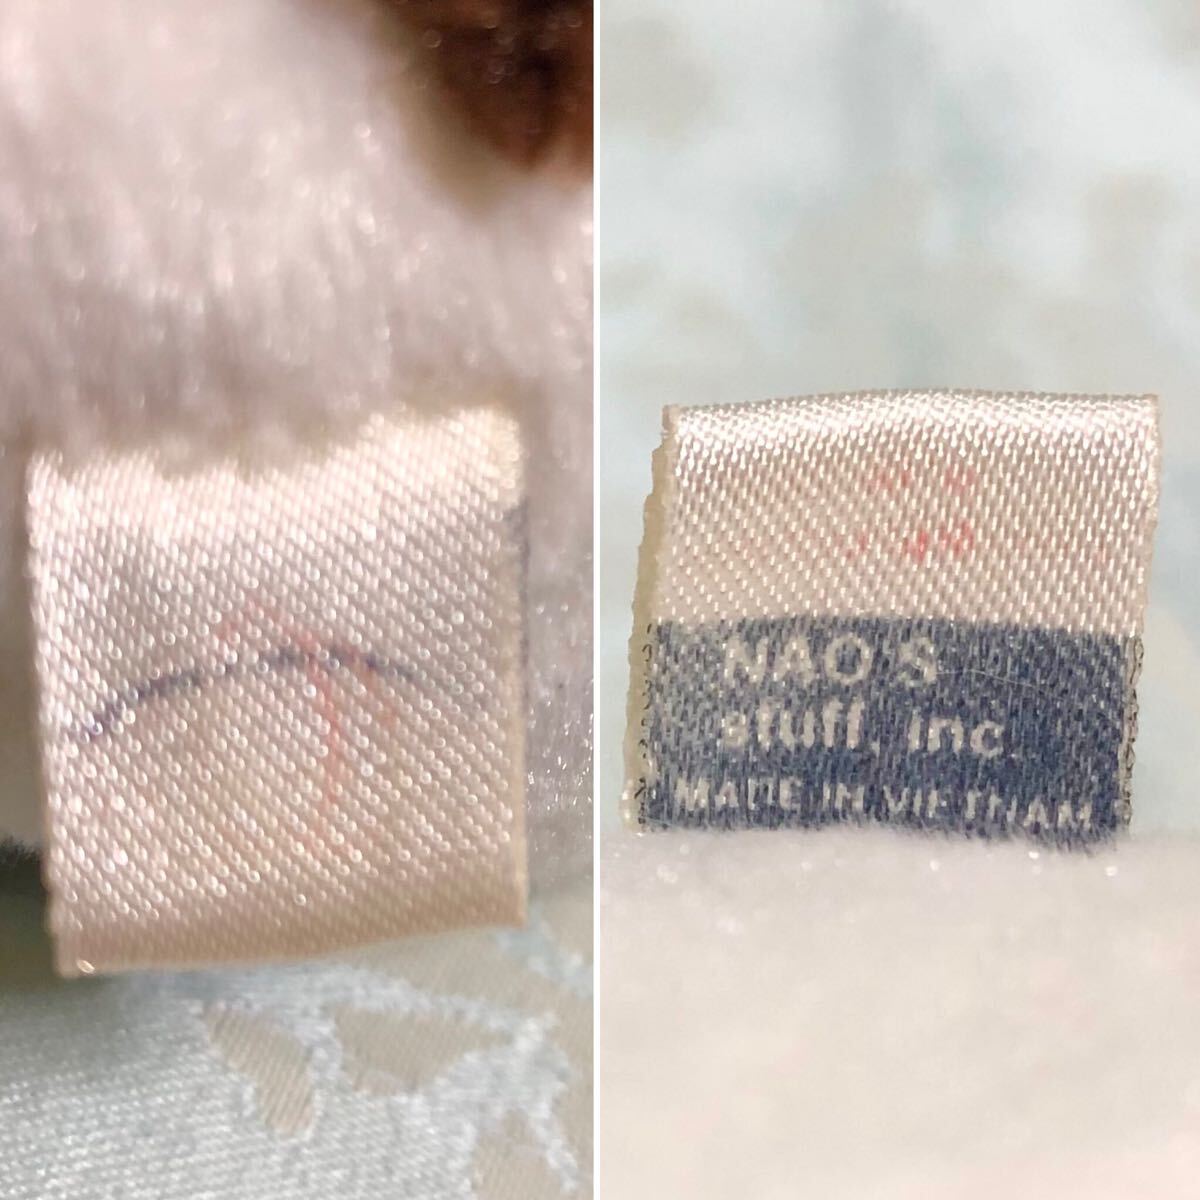 NAO'S
stuff, inc
MADE IN VIETNAM